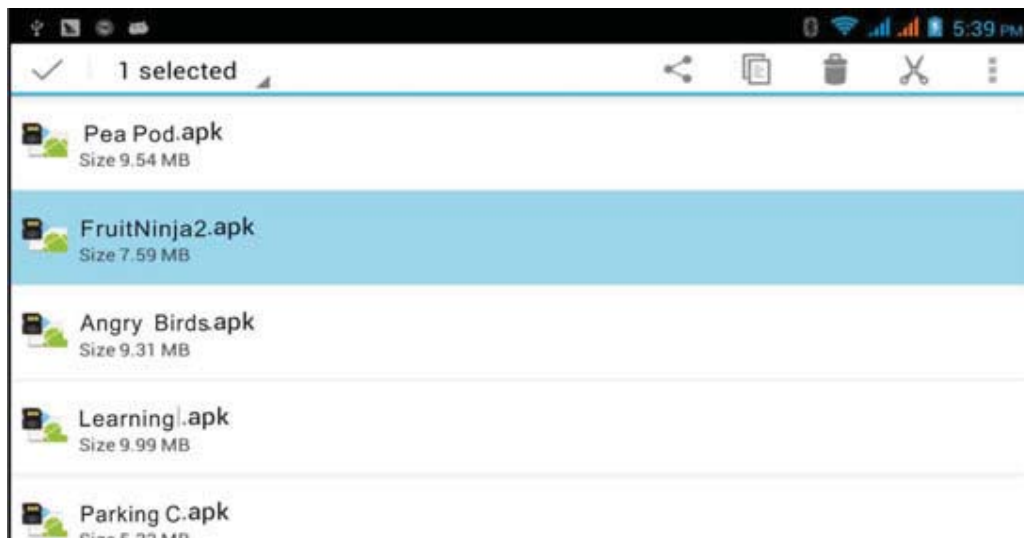 5:39 PM
1 selected
Pea Pod.apk
Size 9.54 MB
FruitNinja2.apk
Size 7.59 MB
Angry Birds.apk
Size 9.31 MB
Learning .apk
Size 9.99 MB
Parking C.apk